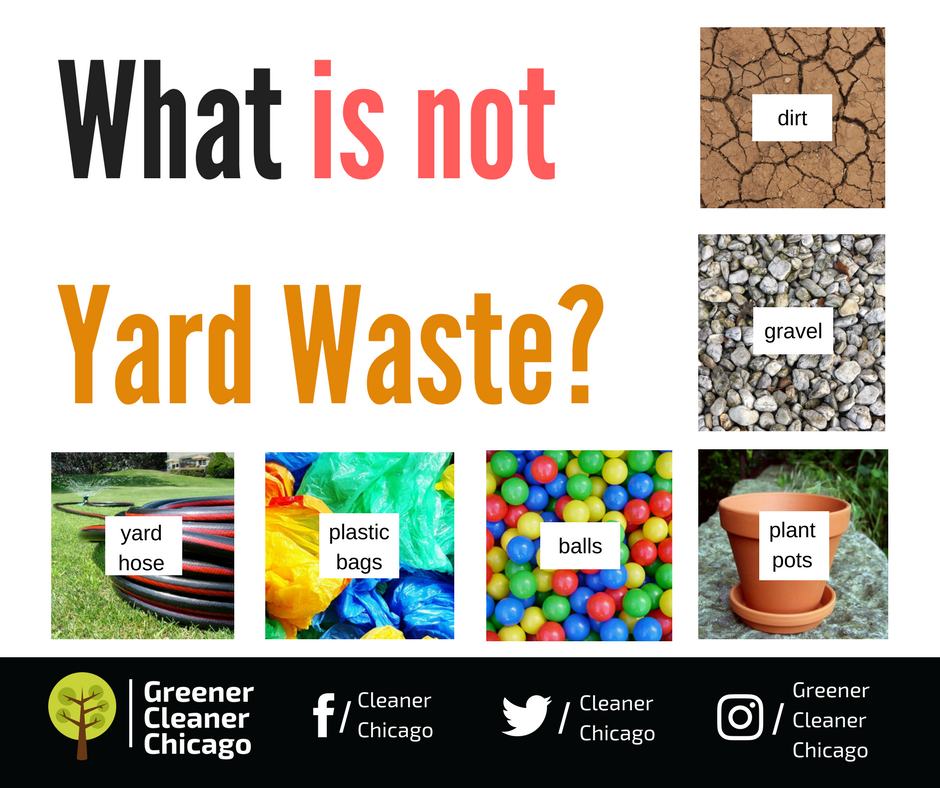 What is not
Yard Waste?
dirt
gravel
yard
hose
plastic
bags
balls
plant
pots
Greener
Cleaner
Chicago
f/ Cleaner
Chicago
/ Cleaner
Chicago
/ Greener
Cleaner
Chicago